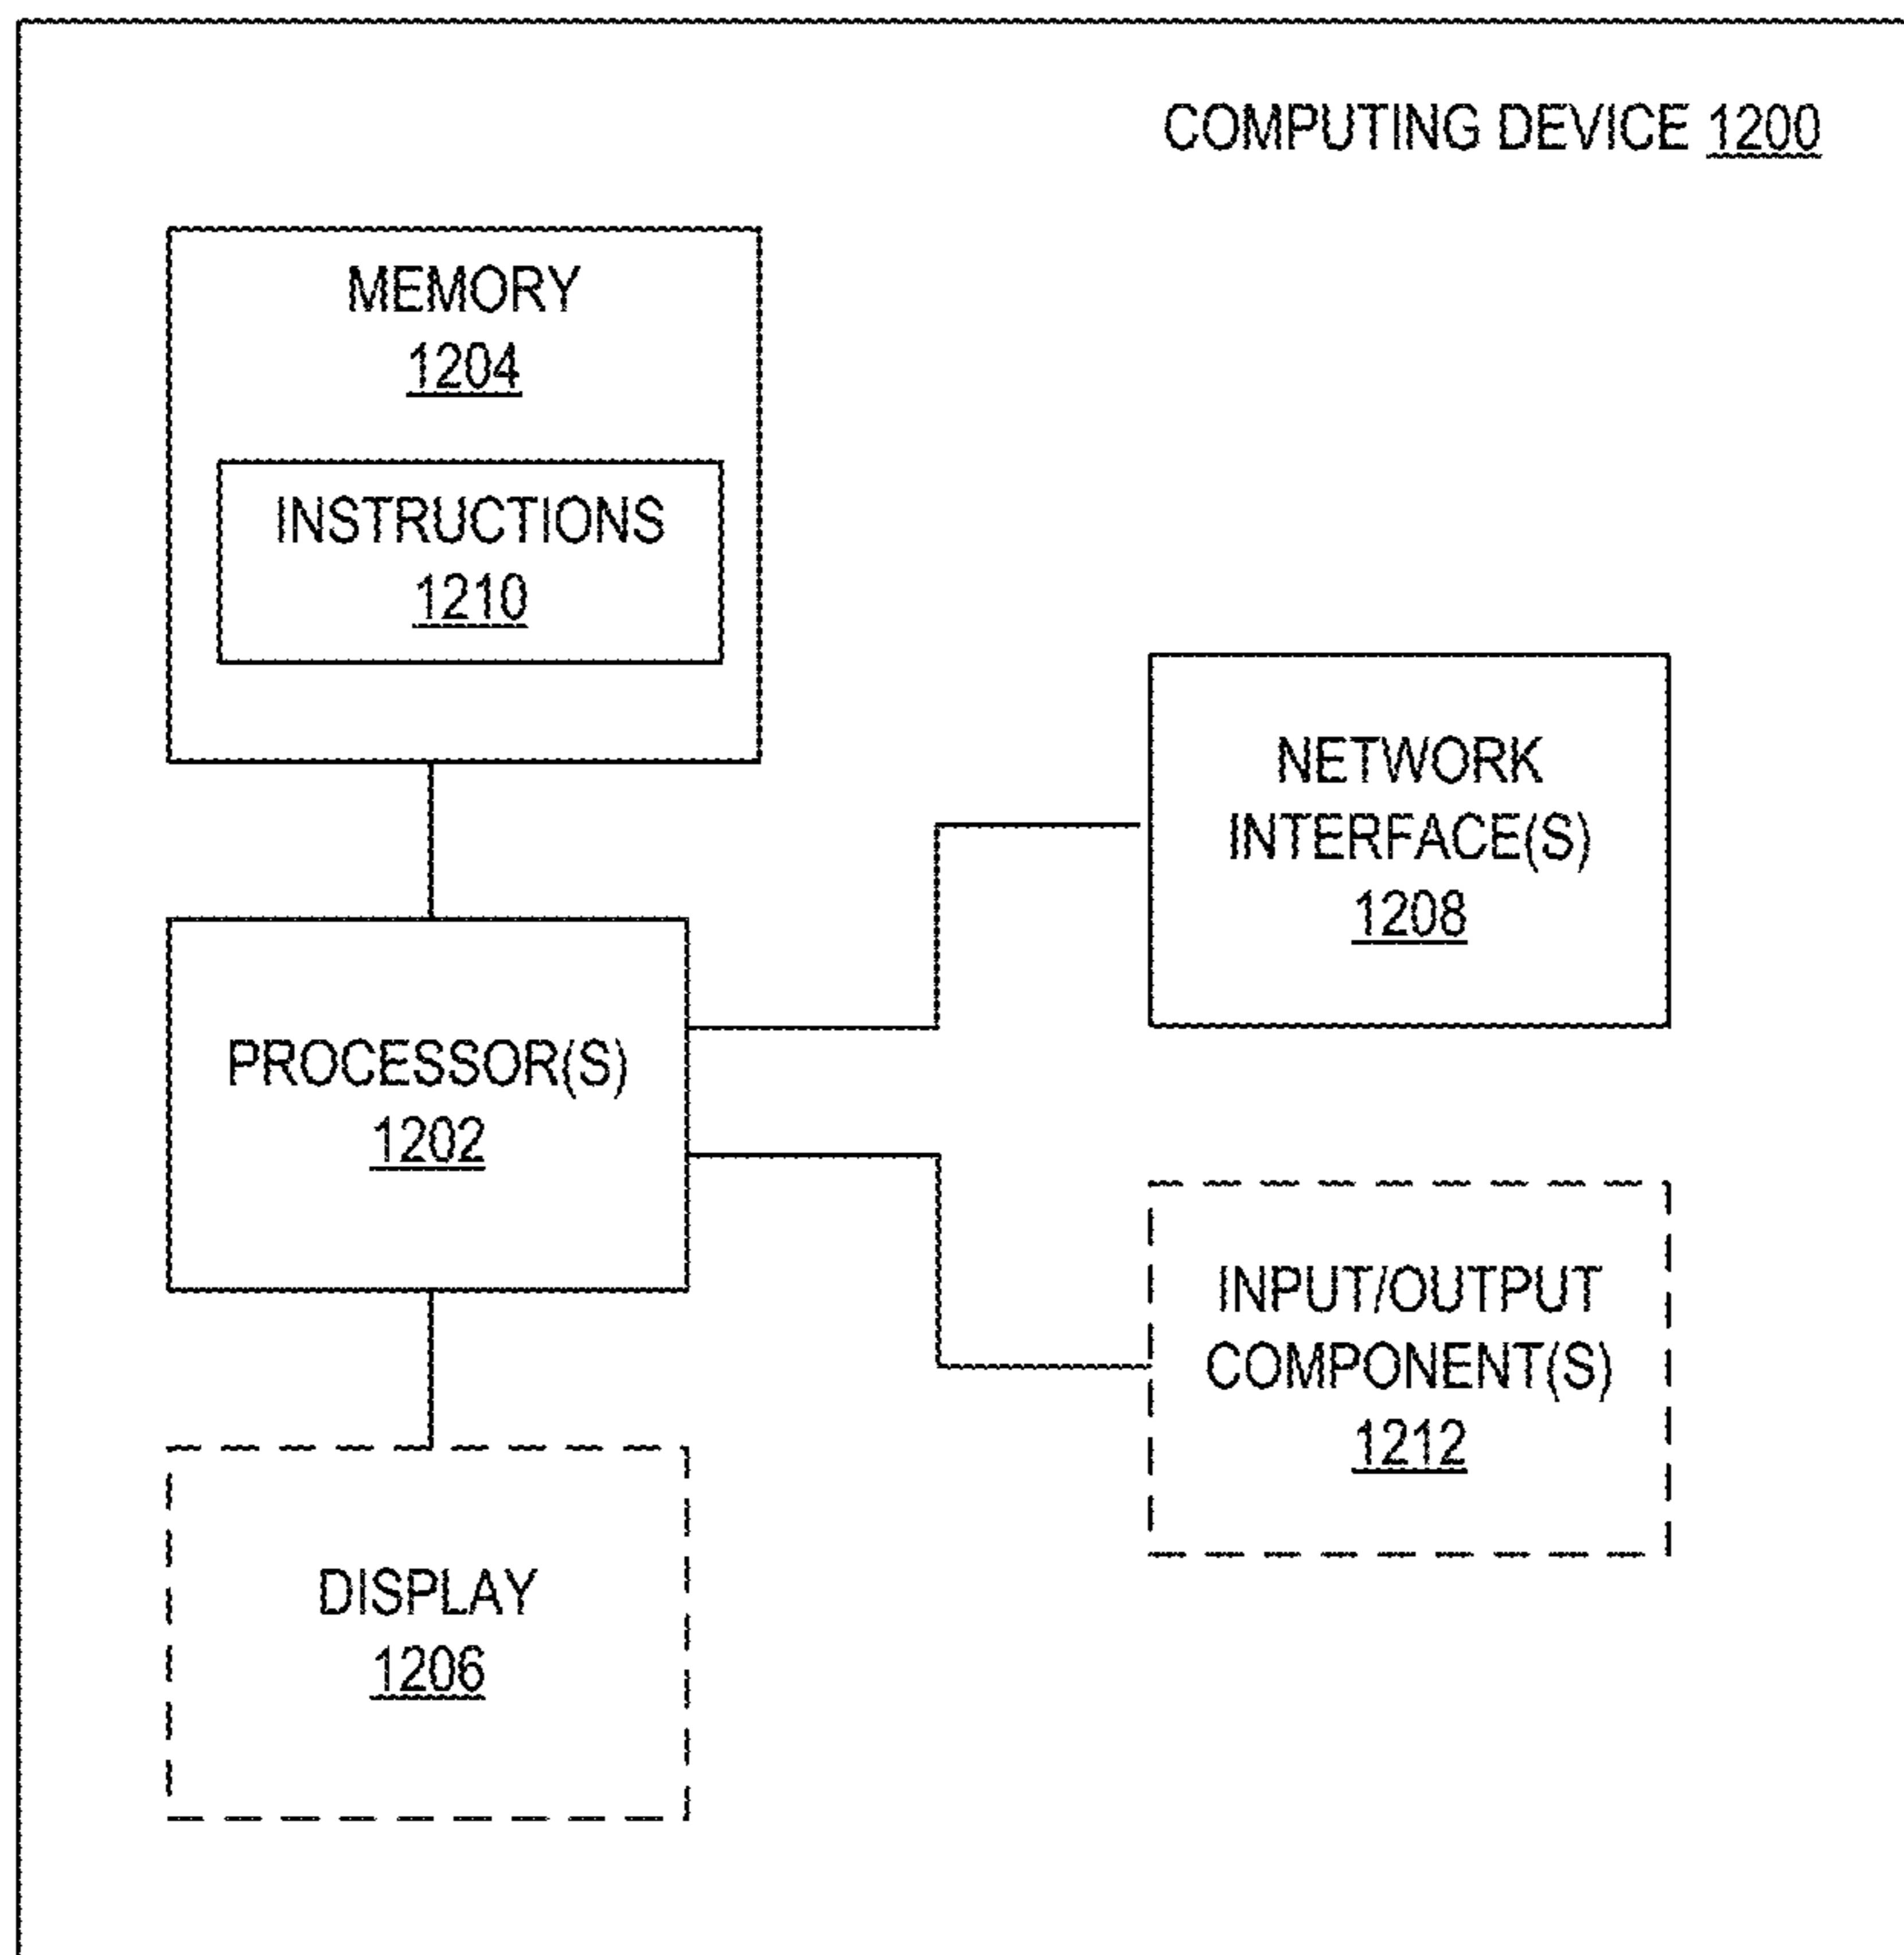 COMPUTING DEVICE 1200
MEMORY
1204
INSTRUCTIONS
1210
NETWORK
INTERFACE(S)
1208
PROCESSOR(S)
1202
INPUT/OUTPUT
COMPONENT(S)
1212
DISPLAY
1206